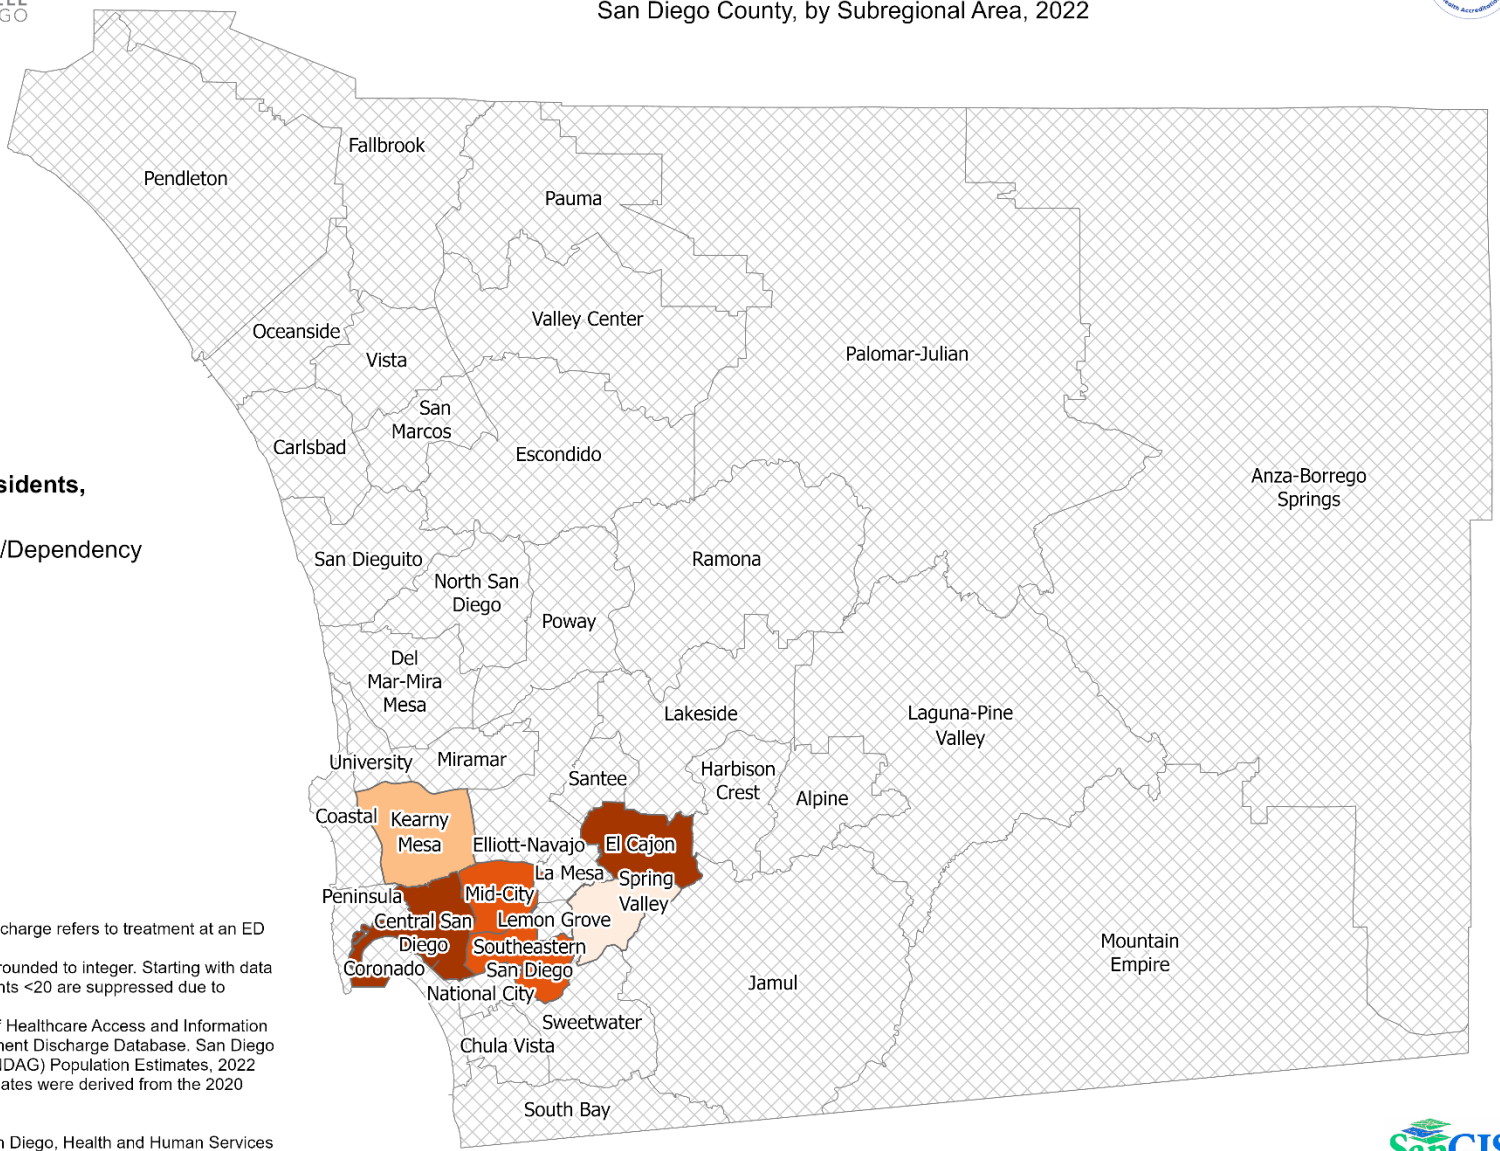 GO
San Diego County, by Subregional Area, 2022
Health Accreditation
Fallbrook
Pendleton
Pauma
Oceanside
Valley Center
Vista
Palomar-Julian
San
Marcos
Carlsbad
Escondido
Anza-Borrego
Springs
sidents,
/Dependency
San Dieguito
North San
Diego
Ramona
Poway
Del
Mar-Mira
Mesa
Lakeside
Laguna-Pine
Valley
University
Miramar
Santee
Harbison
Crest
Alpine
Coastal
Kearny
Mesa
Elliott-Navajo
El Cajon
La Mesa
Spring
Valley
Peninsula
Mid-City
Central San
Diego
Lemon Grove
Southeastern
San Diego
Coronado
National City
Mountain
Empire
Jamul
Sweetwater
Chula Vista
South Bay
charge refers to treatment at an ED
rounded to integer. Starting with data
nts <20 are suppressed due to
f Healthcare Access and Information
nent Discharge Database. San Diego
NDAG) Population Estimates, 2022
ates were derived from the 2020
n Diego, Health and Human Services
SanGIS